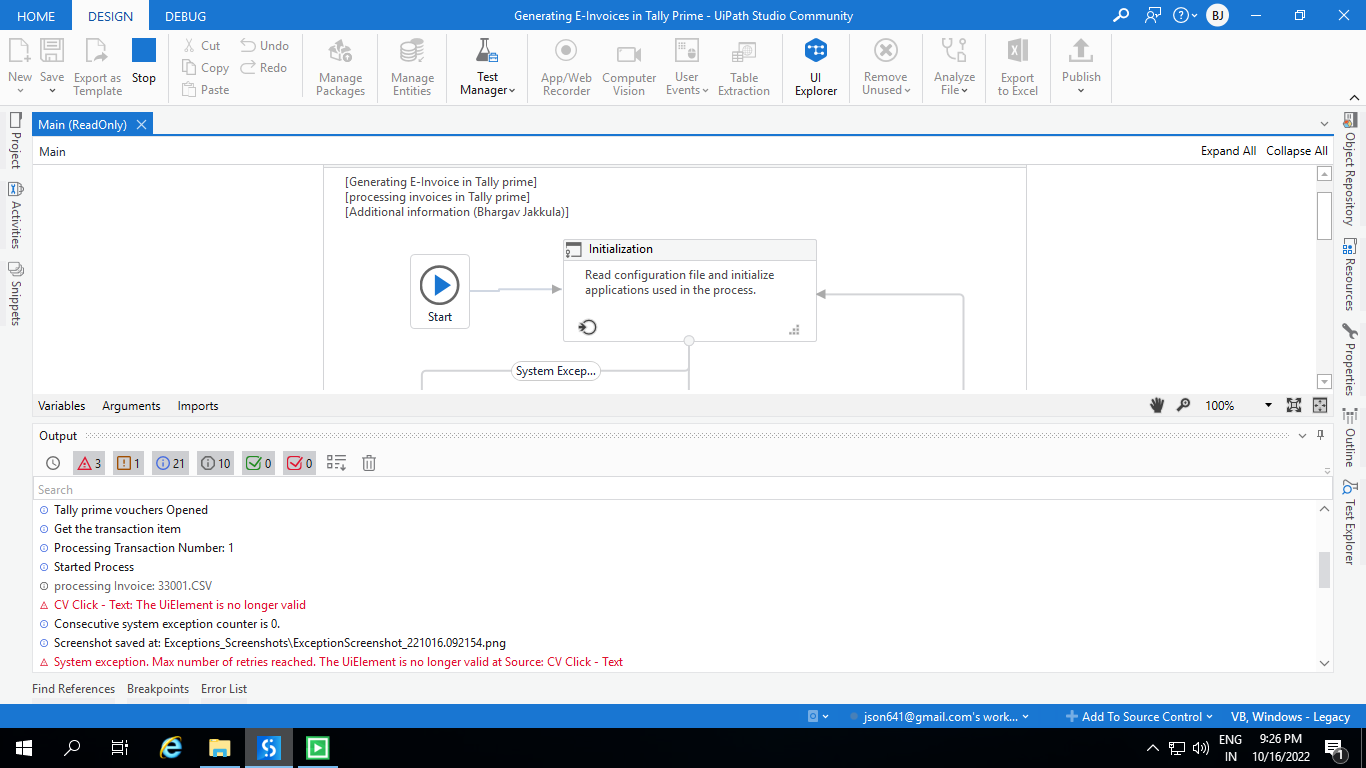 HOME DESIGN DEBUG Generating E-Invoices in Tally Prime - UiPath Studio Community BJ
New Save Export as Template Stop Cut Copy Paste Undo Redo Manage Packages Manage Entities Test Manager App/Web Recorder Computer Vision User Events Table Extraction UI Explorer Remove Unused Analyze File Export to Excel Publish
Main (ReadOnly)
Main Expand All Collapse All
Project
Activities
Snippets
[Generating E-Invoice in Tally prime]
[processing invoices in Tally prime]
[Additional information (Bhargav Jakkula)]
Start
Initialization
Read configuration file and initialize
applications used in the process.
System Excep...
Object Repository
Resources
Properties
Outline
Test Explorer
Variables Arguments Imports 100%
Output
3 1 21 10 0 0
Search
Tally prime vouchers Opened
Get the transaction item
Processing Transaction Number: 1
Started Process
processing Invoice: 33001.CSV
CV Click - Text: The UiElement is no longer valid
Consecutive system exception counter is 0.
Screenshot saved at: Exceptions_Screenshots\ExceptionScreenshot_221016.092154.png
System exception. Max number of retries reached. The UiElement is no longer valid at Source: CV Click - Text
Find References Breakpoints Error List
json641@gmail.com's work... Add To Source Control VB, Windows - Legacy
ENG 9:26 PM
IN 10/16/2022 1